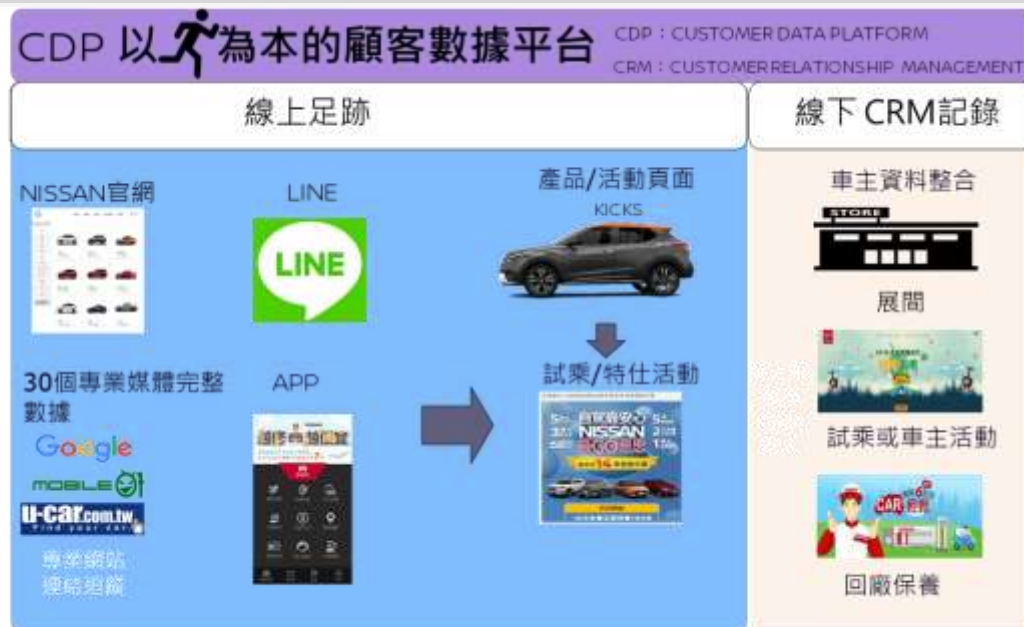 CDP 以為本的顧客數據平台
CDP：CUSTOMER DATA PLATFORM
CRM：CUSTOMER RELATIONSHIP MANAGEMENT
線上足跡
線下 CRM記錄
NISSAN官網
LINE
LINE
產品/活動頁面
KICKS
30個專業媒體完整
數據
Google
MOBILE01
U-CAR.com.tw
Find your car.
專業網站
連結追蹤
APP
試乘/特仕活動
NISSAN
車主資料整合
STORE
展間
試乘或車主活動
CAR
回廠保養